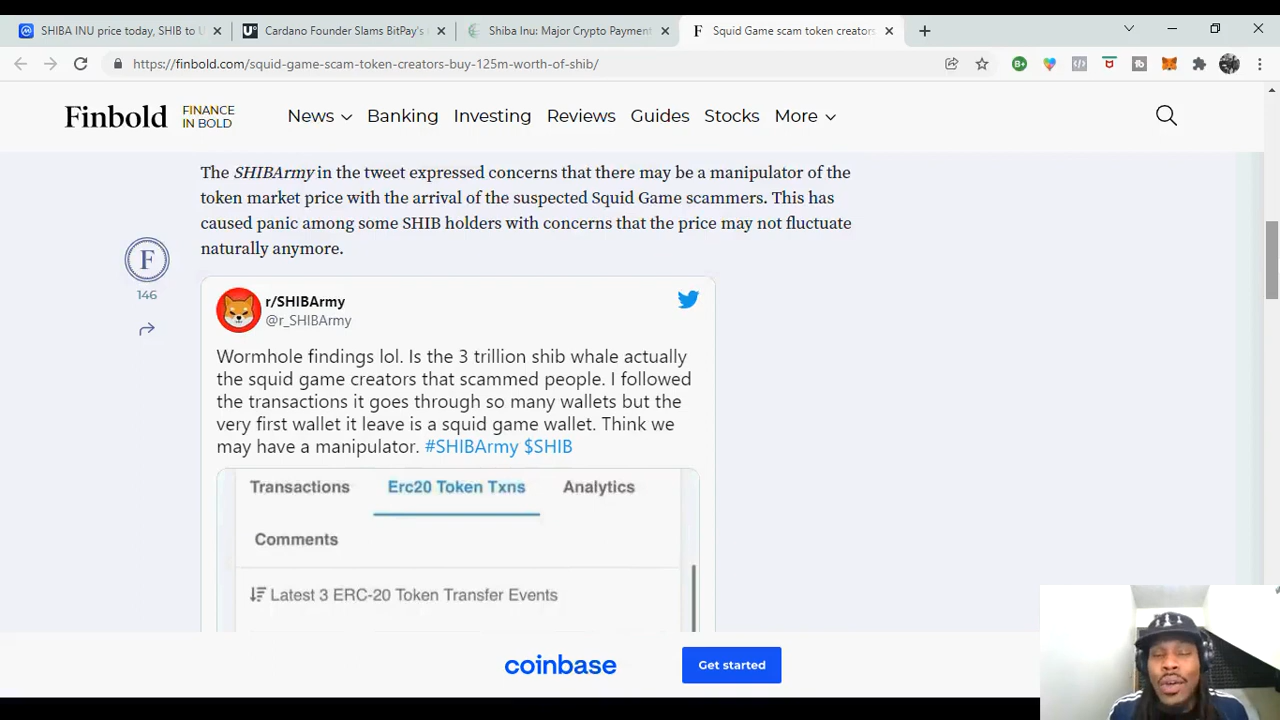 SHIBA INU price today, SHIB to U
Cardano Founder Slams BitPay's
Shiba Inu: Major Crypto Payment
F
Squid Game scam token creators
https://finbold.com/squid-game-scam-token-creators-buy-125m-worth-of-shib/
Finbold
FINANCE
IN BOLD
News
Banking
Investing
Reviews
Guides
Stocks
More
The SHIBArmy in the tweet expressed concerns that there may be a manipulator of the
token market price with the arrival of the suspected Squid Game scammers. This has
caused panic among some SHIB holders with concerns that the price may not fluctuate
naturally anymore.
F
146
r/SHIBArmy
@r_SHIBArmy
Wormhole findings lol. Is the 3 trillion shib whale actually
the squid game creators that scammed people. I followed
the transactions it goes through so many wallets but the
very first wallet it leave is a squid game wallet. Think we
may have a manipulator. #SHIBArmy $SHIB
Transactions
Erc20 Token Txns
Analytics
Comments
Latest 3 ERC-20 Token Transfer Events
coinbase
Get started